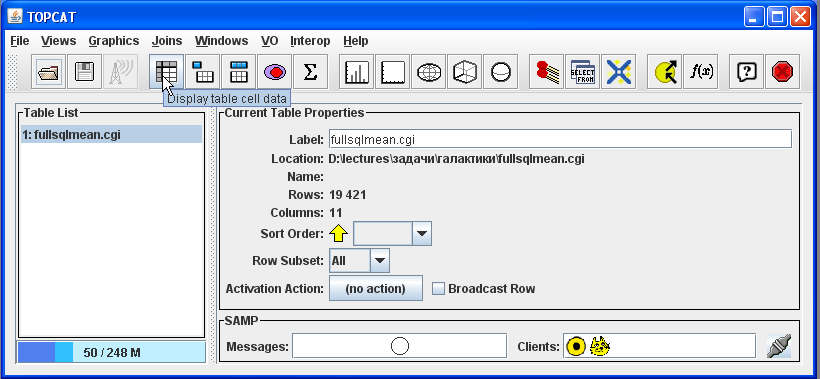 TOPCAT
File Views Graphics Joins Windows VO Interop Help
Σ SELECT FROM f(x) ?
Display table cell data
Table List
1: fullsqlmean.cgi
50 / 248 M
Current Table Properties
Label: fullsqlmean.cgi
Location: D:\lectures\задачи\галактики\fullsqlmean.cgi
Name:
Rows: 19 421
Columns: 11
Sort Order:
Row Subset: All
Activation Action: (no action) Broadcast Row
SAMP
Messages: Clients: